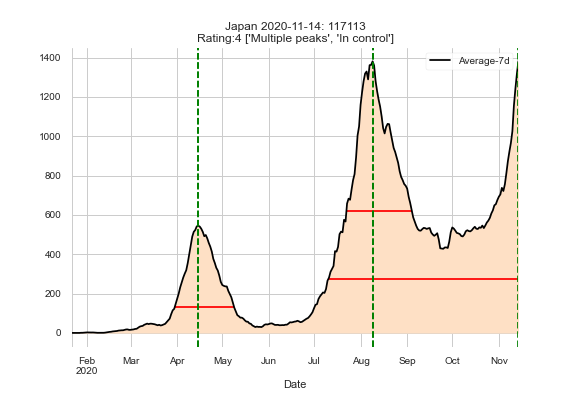 Japan 2020-11-14: 117113
Rating:4 ['Multiple peaks', 'In control']
Average-7d
1400
1200
1000
800
600
400
200
0
Feb Mar Apr May Jun Jul Aug Sep Oct Nov
2020
Date